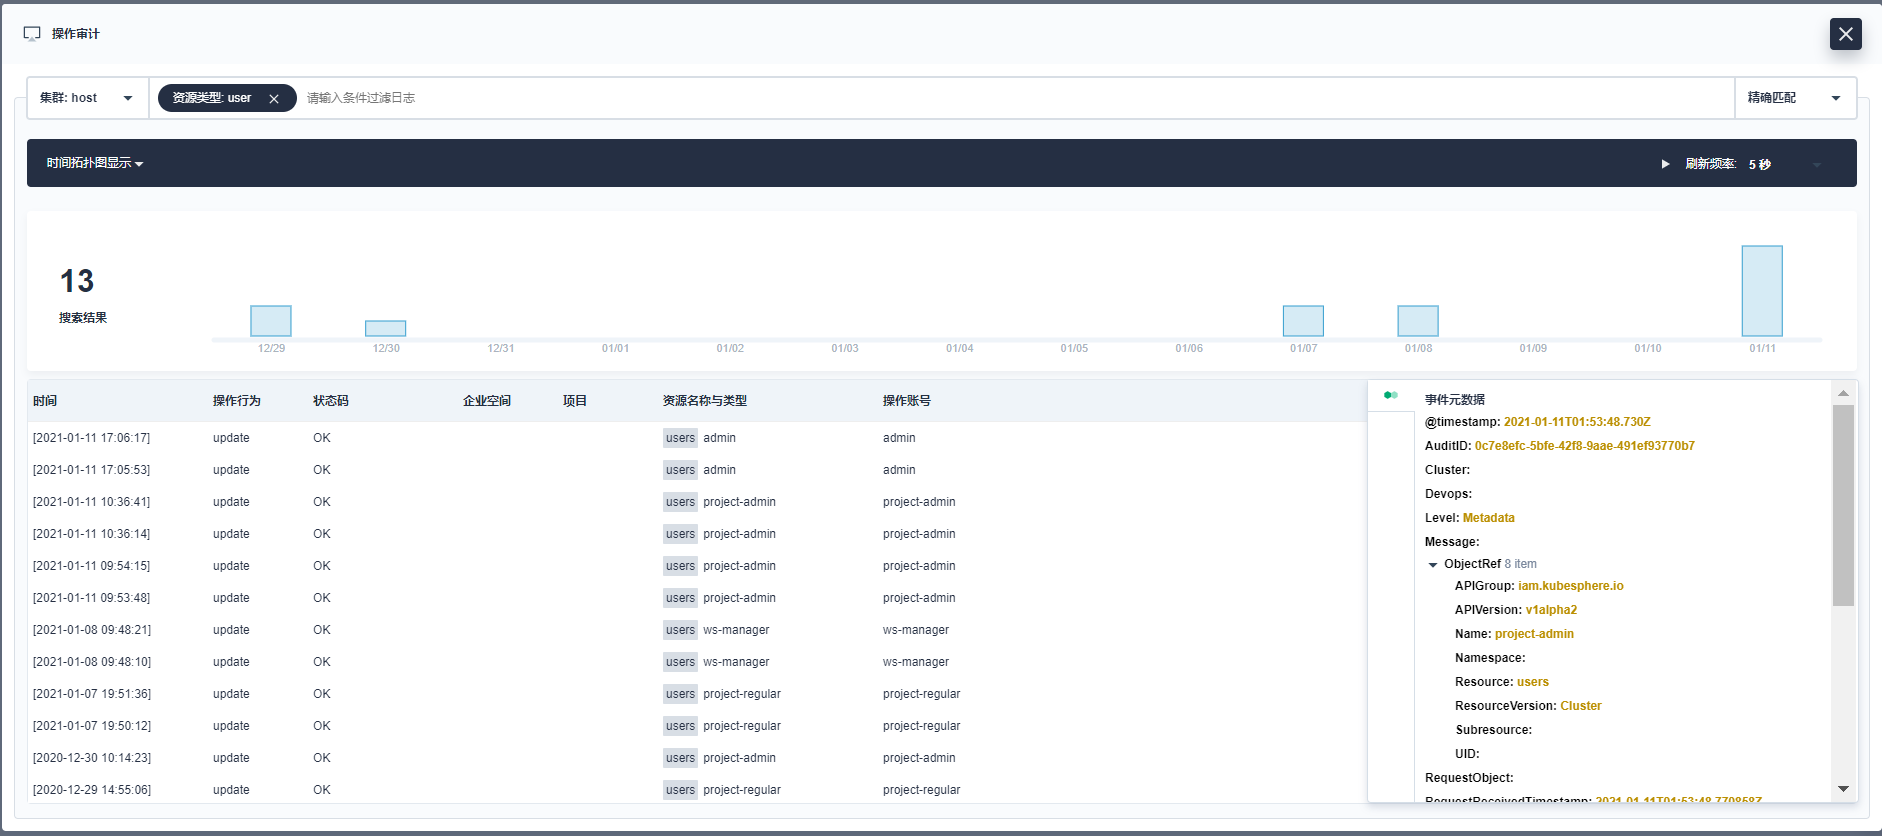 操作审计
集群: host
资源类型: user
请输入条件过滤日志
精确匹配
时间拓扑图显示
刷新频率: 5 秒
13
搜索结果
12/29 12/30 12/31 01/01 01/02 01/03 01/04 01/05 01/06 01/07 01/08 01/09 01/10 01/11
时间 操作行为 状态码 企业空间 项目 资源名称与类型 操作账号
[2021-01-11 17:06:17] update OK users admin admin
[2021-01-11 17:05:53] update OK users admin admin
[2021-01-11 10:36:41] update OK users project-admin project-admin
[2021-01-11 10:36:14] update OK users project-admin project-admin
[2021-01-11 09:54:15] update OK users project-admin project-admin
[2021-01-11 09:53:48] update OK users project-admin project-admin
[2021-01-08 09:48:21] update OK users ws-manager ws-manager
[2021-01-08 09:48:10] update OK users ws-manager ws-manager
[2021-01-07 19:51:36] update OK users project-regular project-regular
[2021-01-07 19:50:12] update OK users project-regular project-regular
[2020-12-30 10:14:23] update OK users project-admin project-admin
[2020-12-29 14:55:06] update OK users project-regular project-regular
事件元数据
@timestamp: 2021-01-11T01:53:48.730Z
AuditID: 0c7e8efc-5bfe-42f8-9aae-491ef93770b7
Cluster:
Devops:
Level: Metadata
Message:
ObjectRef 8 item
APIGroup: iam.kubesphere.io
APIVersion: v1alpha2
Name: project-admin
Namespace:
Resource: users
ResourceVersion: Cluster
Subresource:
UID:
RequestObject:
RequestReceivedTimestamp: 2021-01-11T01:53:48.770858Z